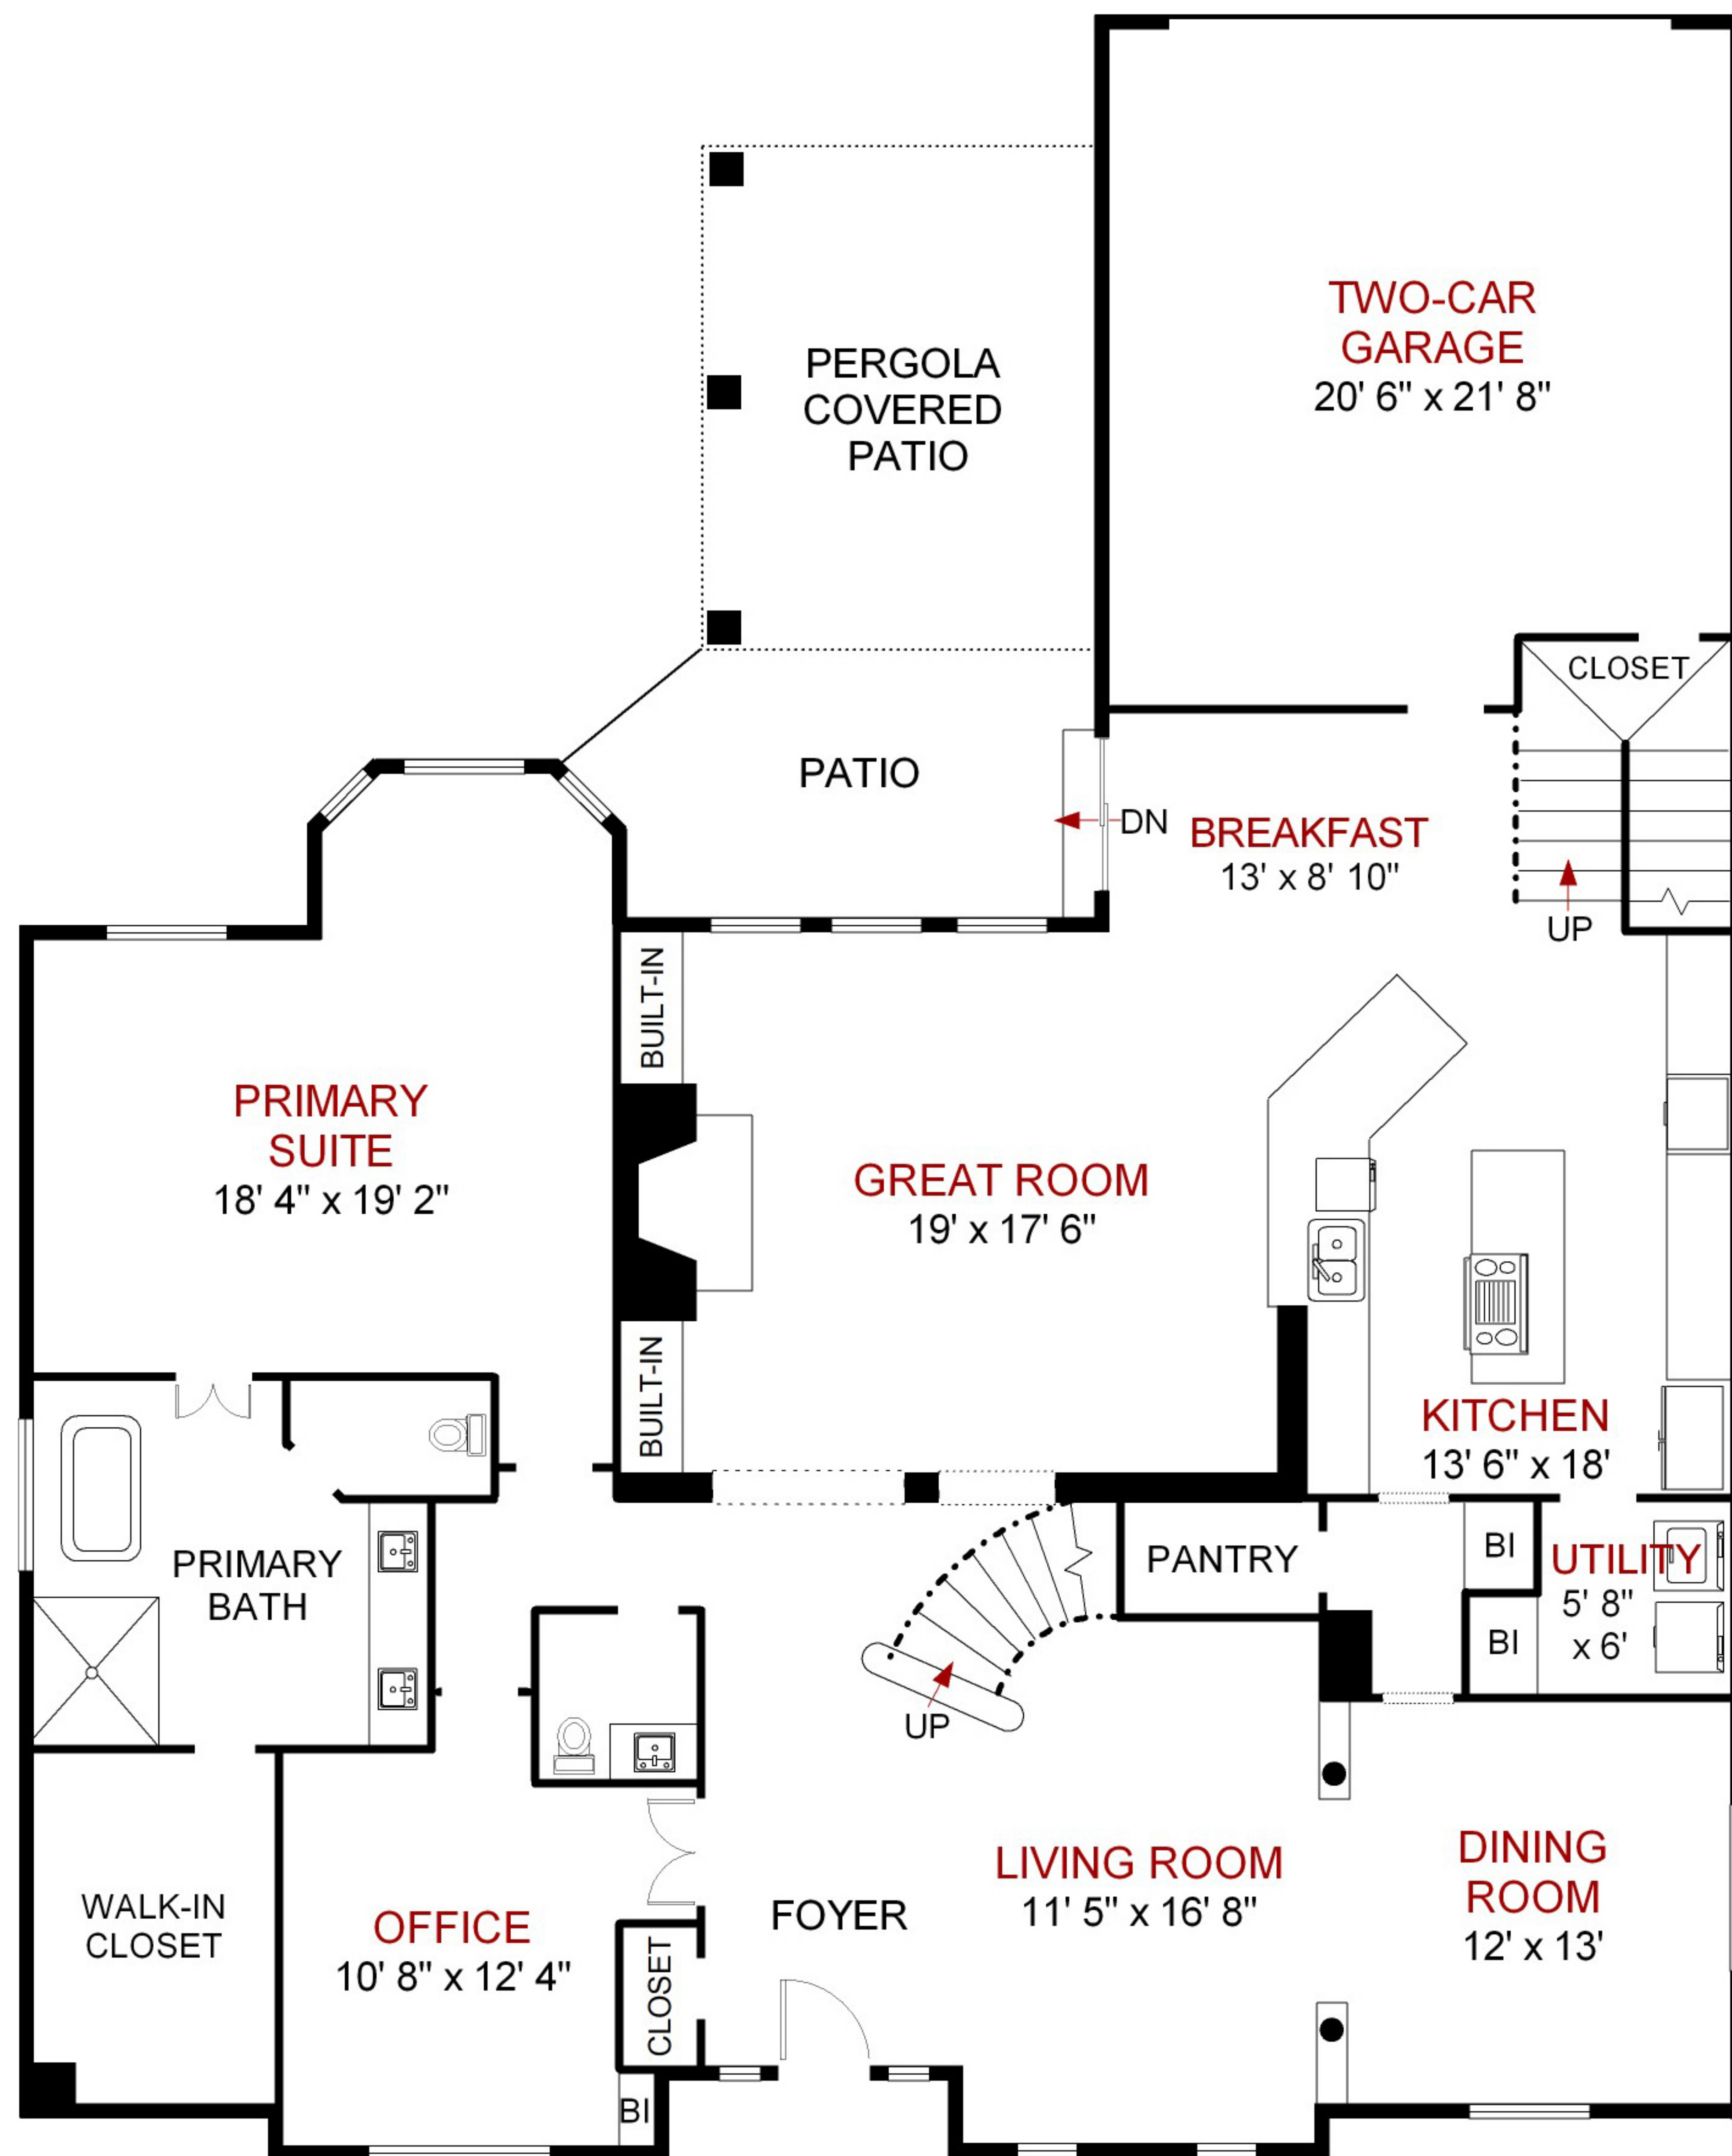 TWO-CAR
GARAGE
20' 6" x 21' 8"
PERGOLA
COVERED
PATIO
CLOSET
PATIO
DN
BREAKFAST
13' x 8' 10"
UP
BUILT-IN
PRIMARY
SUITE
18' 4" x 19' 2"
GREAT ROOM
19' x 17' 6"
BUILT-IN
KITCHEN
13' 6" x 18'
PRIMARY
BATH
PANTRY
BI
UTILITY
5' 8"
x 6'
BI
UP
LIVING ROOM
11' 5" x 16' 8"
DINING
ROOM
12' x 13'
WALK-IN
CLOSET
OFFICE
10' 8" x 12' 4"
FOYER
CLOSET
BI